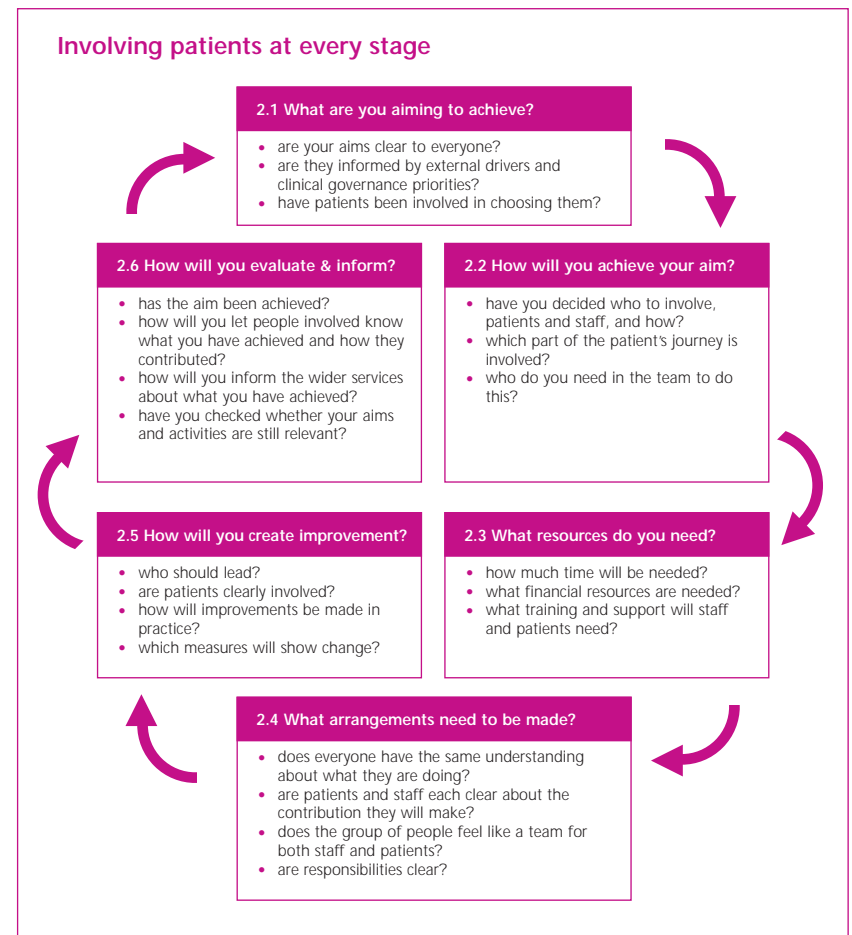 Involving patients at every stage
2.1 What are you aiming to achieve?
• are your aims clear to everyone?
• are they informed by external drivers and
clinical governance priorities?
• have patients been involved in choosing them?
2.2 How will you achieve your aim?
• have you decided who to involve,
patients and staff, and how?
• which part of the patient's journey is
involved?
• who do you need in the team to do
this?
2.3 What resources do you need?
• how much time will be needed?
• what financial resources are needed?
• what training and support will staff
and patients need?
2.4 What arrangements need to be made?
• does everyone have the same understanding
about what they are doing?
• are patients and staff each clear about the
contribution they will make?
• does the group of people feel like a team for
both staff and patients?
• are responsibilities clear?
2.5 How will you create improvement?
• who should lead?
• are patients clearly involved?
• how will improvements be made in
practice?
• which measures will show change?
2.6 How will you evaluate & inform?
• has the aim been achieved?
• how will you let people involved know
what you have achieved and how they
contributed?
• how will you inform the wider services
about what you have achieved?
• have you checked whether your aims
and activities are still relevant?